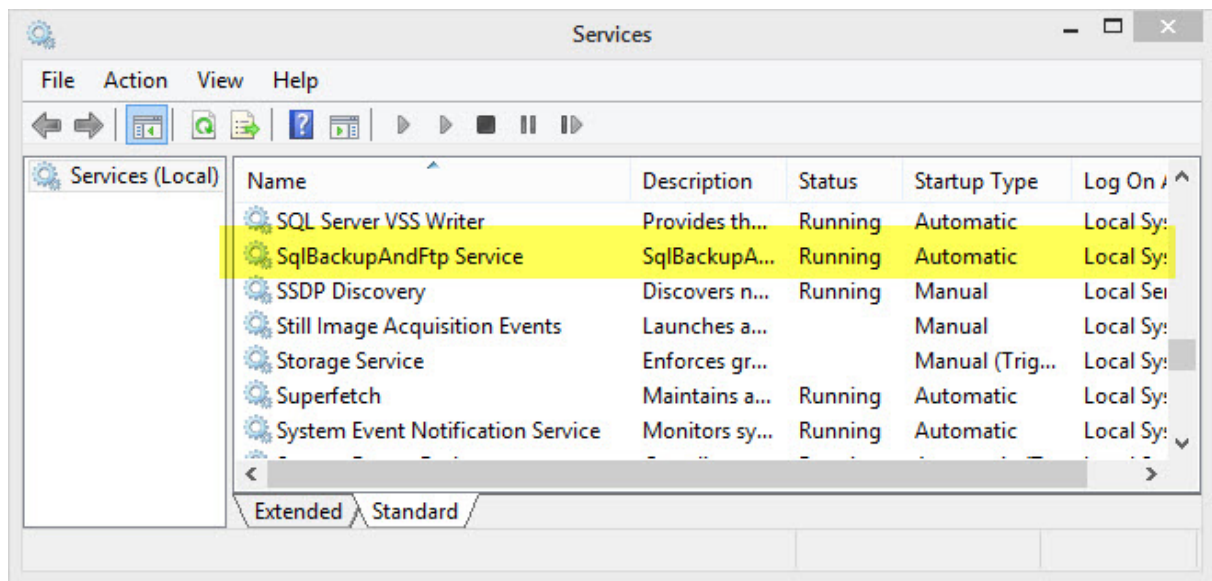 Services
File Action View Help
Services (Local)
Name Description Status Startup Type Log On A
SQL Server VSS Writer Provides th... Running Automatic Local Sys
SqlBackupAndFtp Service SqlBackupA... Running Automatic Local Sys
SSDP Discovery Discovers n... Running Manual Local Ser
Still Image Acquisition Events Launches a... Manual Local Sys
Storage Service Enforces gr... Manual (Trig... Local Sys
Superfetch Maintains a... Running Automatic Local Sys
System Event Notification Service Monitors sy... Running Automatic Local Sys
Extended Standard